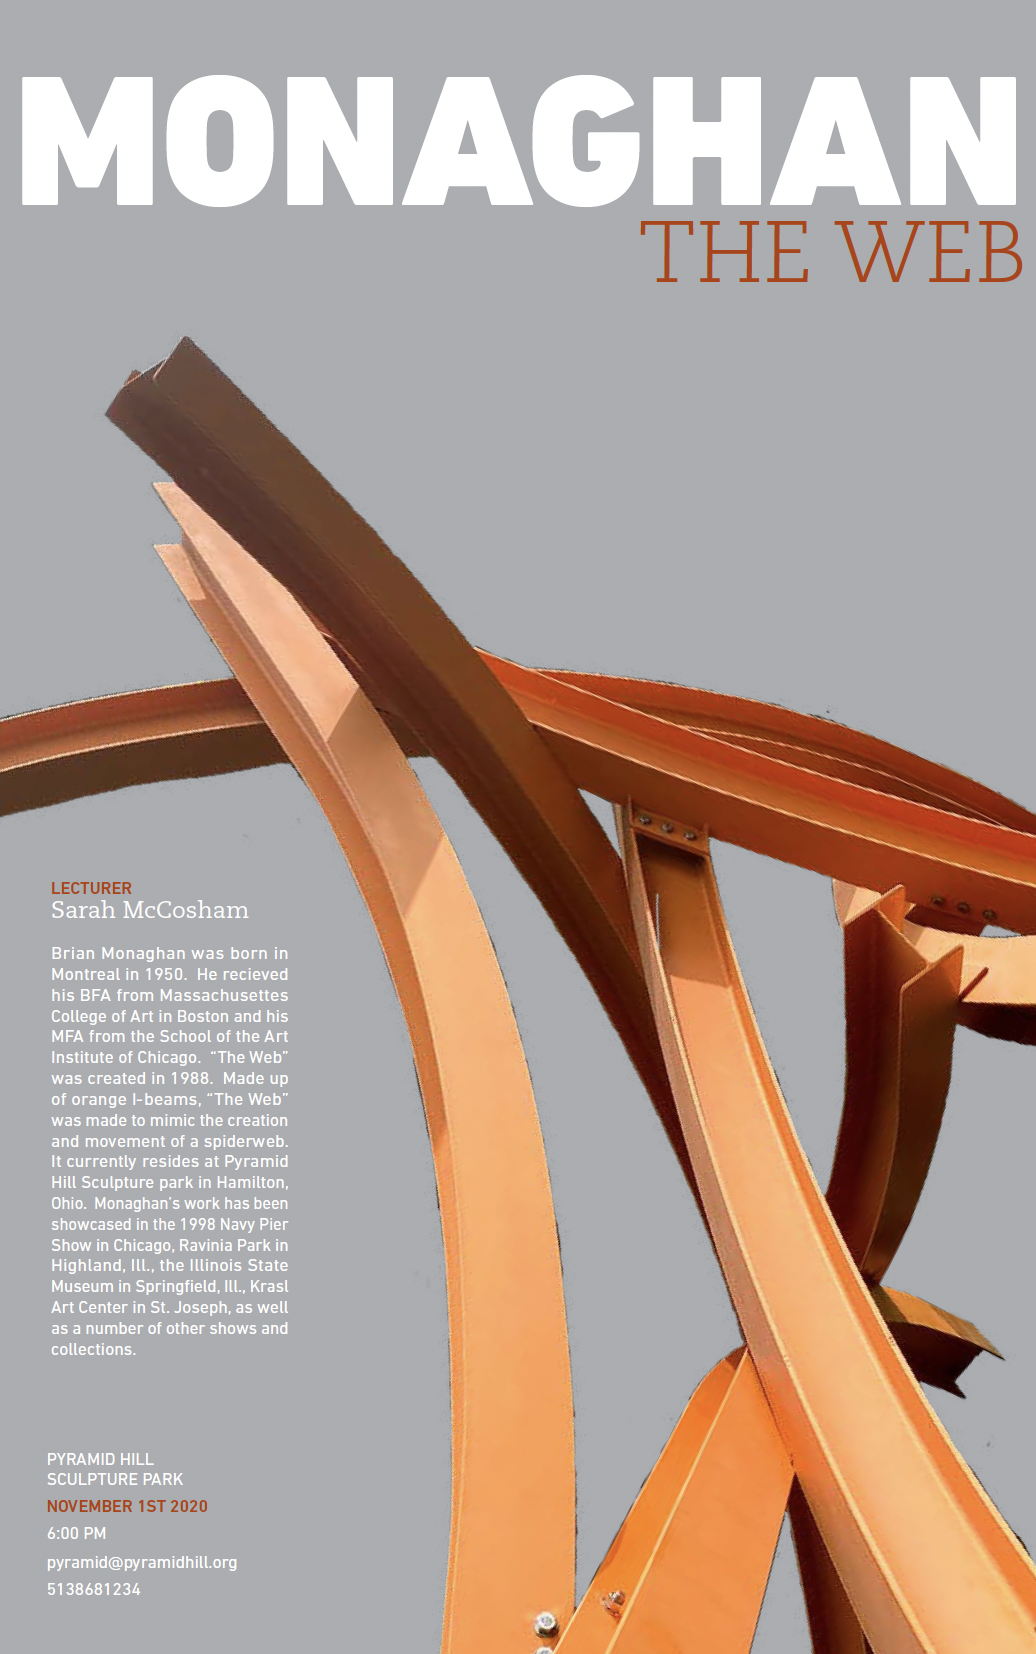 MONAGHAN
THE WEB
LECTURER
Sarah McCosham
Brian Monaghan was born in
Montreal in 1950.  He recieved
his BFA from Massachusettes
College of Art in Boston and his
MFA from the School of the Art
Institute of Chicago.  “The Web”
was created in 1988.  Made up
of orange I-beams, “The Web”
was made to mimic the creation
and movement of a spiderweb.
It currently resides at Pyramid
Hill Sculpture park in Hamilton,
Ohio.  Monaghan's work has been
showcased in the 1998 Navy Pier
Show in Chicago, Ravinia Park in
Highland, Ill., the Illinois State
Museum in Springfield, Ill., Krasl
Art Center in St. Joseph, as well
as a number of other shows and
collections.
PYRAMID HILL
SCULPTURE PARK
NOVEMBER 1ST 2020
6:00 PM
pyramid@pyramidhill.org
5138681234